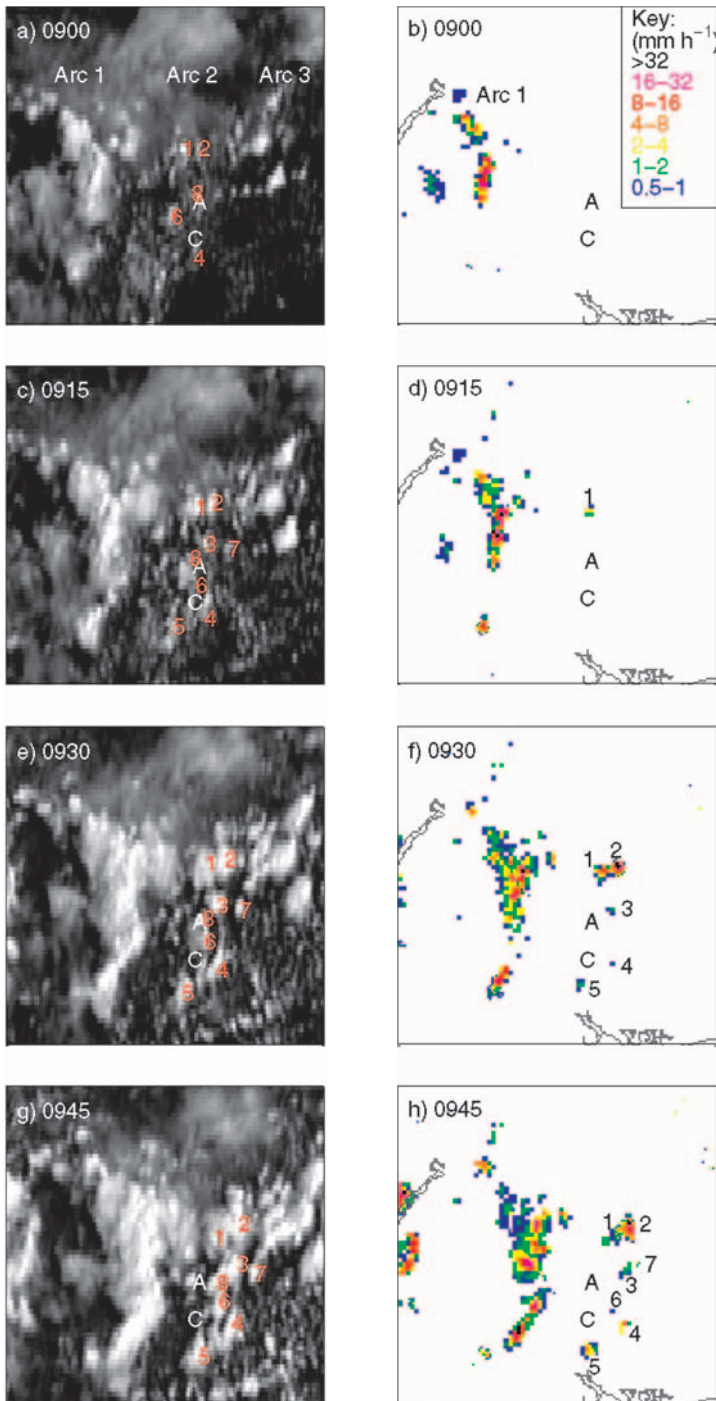 a) 0900
Arc 1 Arc 2 Arc 3
1 2
8
A
6
C
4
b) 0900
Arc 1
A
C
Key:
(mm h⁻¹)
>32
16–32
8–16
4–8
2–4
1–2
0.5–1
c) 0915
1 2
3 7
8
A
6
C
5 4
d) 0915
1
A
C
e) 0930
1 2
3 7
A 8
6
C 4
5
f) 0930
1 2
3
A
C 4
5
g) 0945
2
1
3 7
A 8
6
C 4
5
h) 0945
1 2
7
A 3
6
C 4
5